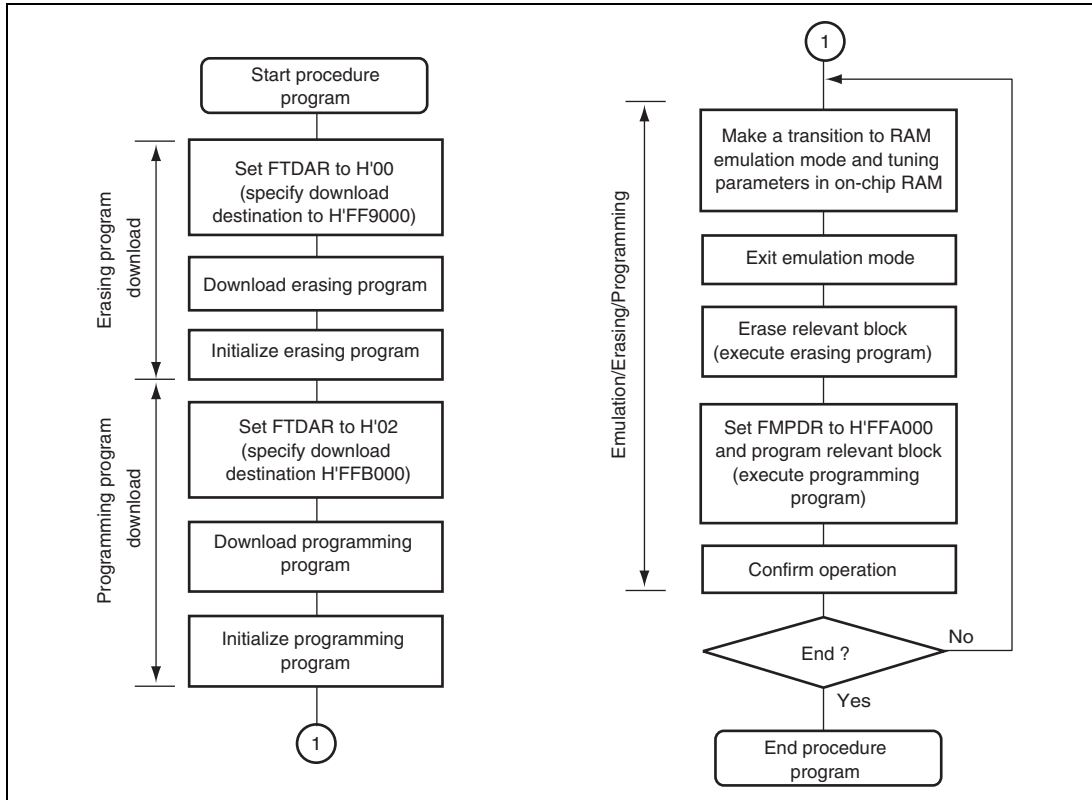 Start procedure
program
Erasing program
download
Set FTDAR to H'00
(specify download
destination to H'FF9000)
Download erasing program
Initialize erasing program
Programming program
download
Set FTDAR to H'02
(specify download
destination H'FFB000)
Download programming
program
Initialize programming
program
1
1
Emulation/Erasing/Programming
Make a transition to RAM
emulation mode and tuning
parameters in on-chip RAM
Exit emulation mode
Erase relevant block
(execute erasing program)
Set FMPDR to H'FFA000
and program relevant block
(execute programming
program)
Confirm operation
End ?
No
Yes
End procedure
program